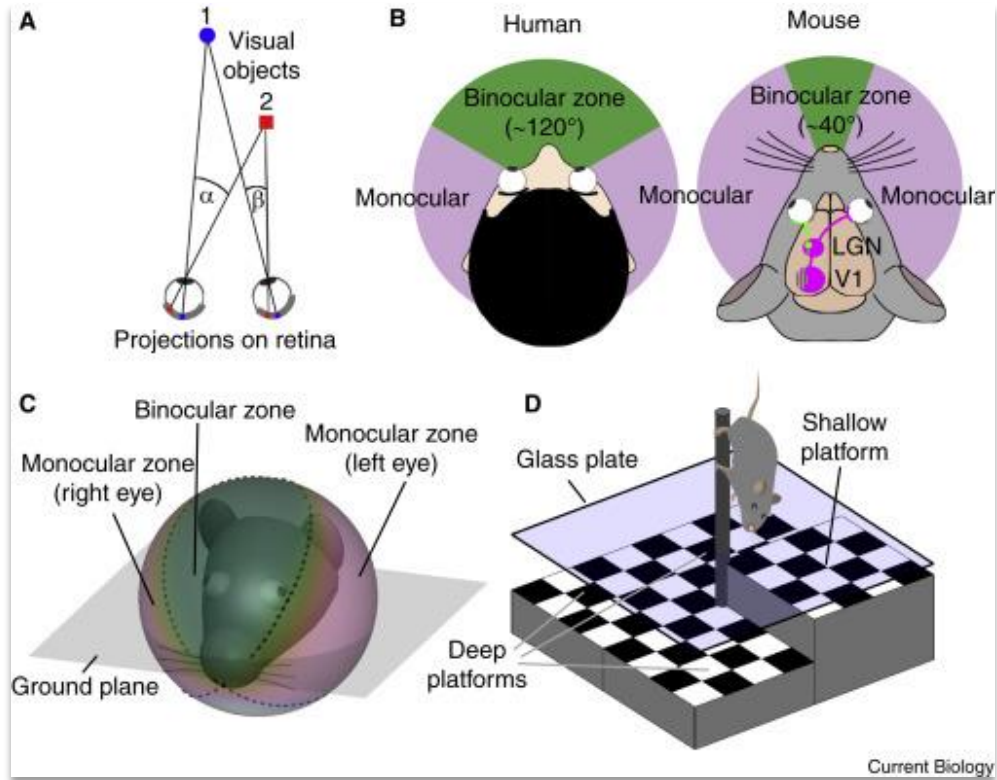 A
1
Visual
objects
2
α
β
Projections on retina
B
Human
Mouse
Binocular zone
(~120°)
Monocular
Monocular
Binocular zone
(~40°)
Monocular
LGN
V1
C
Binocular zone
Monocular zone
(right eye)
Monocular zone
(left eye)
Ground plane
D
Shallow
platform
Glass plate
Deep
platforms
Current Biology